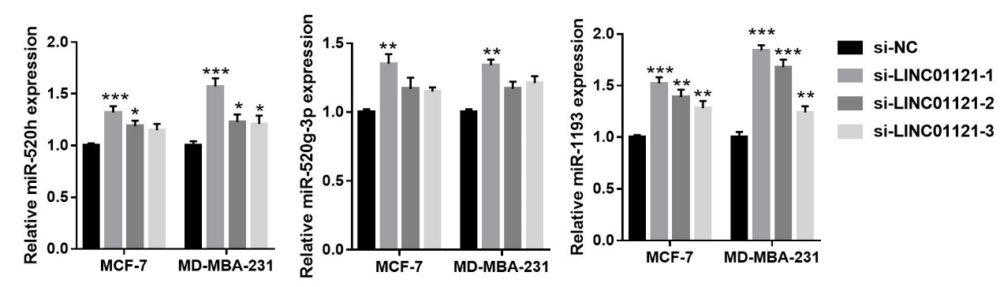 Relative miR-520h expression
2.0
1.5
1.0
0.5
0.0
***
*
***
*
*
MCF-7
MD-MBA-231
Relative miR-520g-3p expression
1.5
1.0
0.5
0.0
**
**
MCF-7
MD-MBA-231
Relative miR-1193 expression
2.0
1.5
1.0
0.5
0.0
***
**
**
***
***
**
MCF-7
MD-MBA-231
si-NC
si-LINC01121-1
si-LINC01121-2
si-LINC01121-3